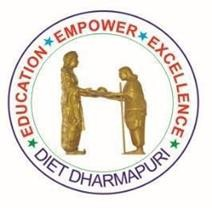 ★ EDUCATION ★ EMPOWER ★ EXCELLENCE ★
DIET DHARMAPURI